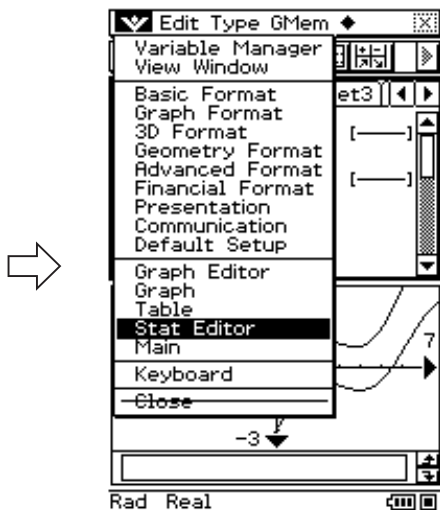 Edit Type GMem
Variable Manager
View Window
Basic Format
et3
Graph Format
3D Format
Geometry Format
Advanced Format
Financial Format
Presentation
Communication
Default Setup
Graph Editor
Graph
Table
Stat Editor
Main
7
Keyboard
Close
y
-3
Rad Real